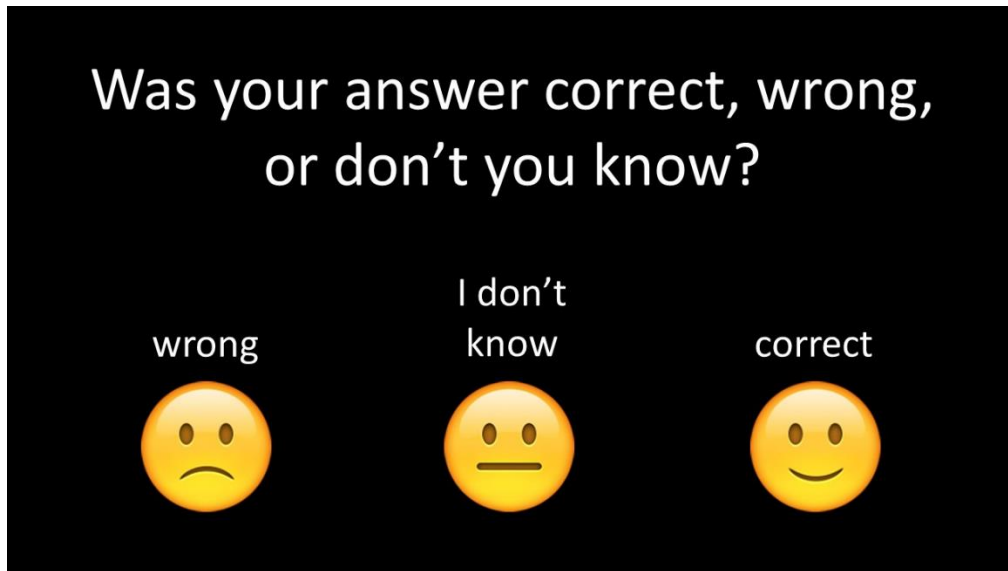 Was your answer correct, wrong,
or don’t you know?
wrong
I don’t
know
correct